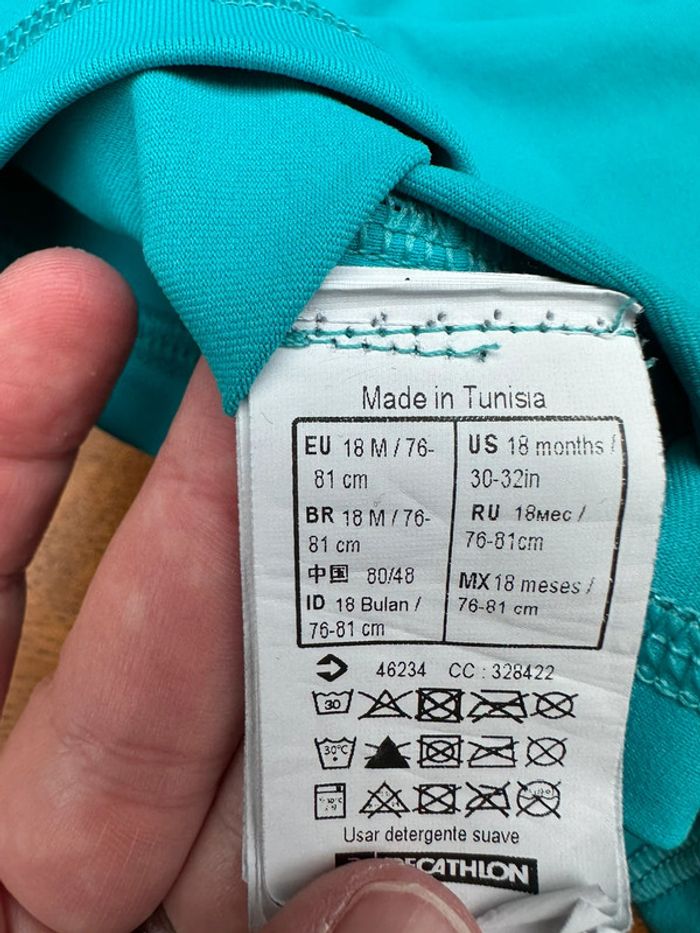 Made in Tunisia
EU 18 M / 76-
81 cm
BR 18 M / 76-
81 cm
中国 80/48
ID 18 Bulan /
76-81 cm
US 18 months /
30-32in
RU 18мес /
76-81cm
MX 18 meses /
76-81 cm
46234 CC : 328422
30
30°C
Usar detergente suave
DECATHLON